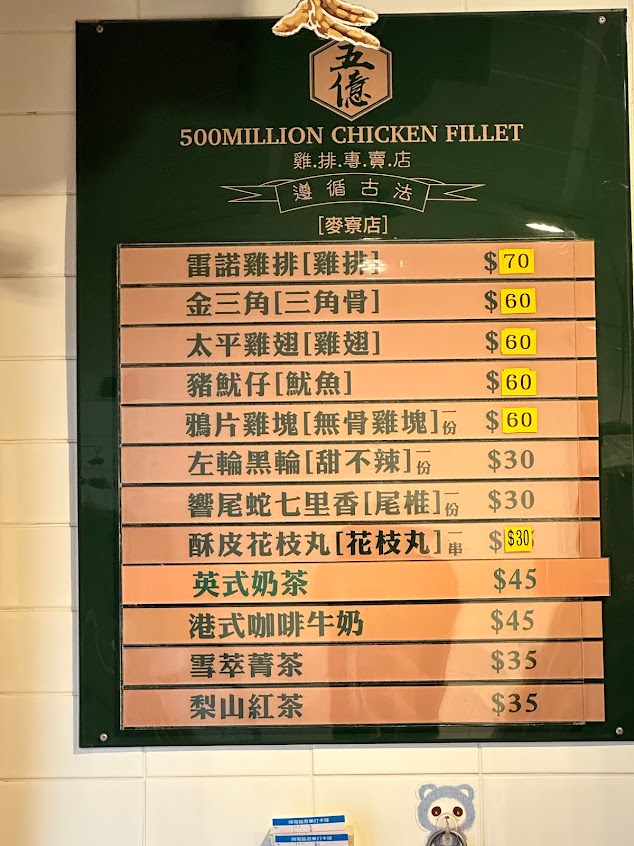 五億
500MILLION CHICKEN FILLET
雞.排.專.賣.店
遵循古法
[麥寮店]
雷諾雞排[雞排] $70
金三角[三角骨] $60
太平雞翅[雞翅] $60
豬魷仔[魷魚] $60
鴉片雞塊[無骨雞塊]一份 $60
左輪黑輪[甜不辣]一份 $30
響尾蛇七里香[尾椎]一份 $30
酥皮花枝丸[花枝丸]一串 $$30
英式奶茶 $45
港式咖啡牛奶 $45
雪萃菁茶 $35
梨山紅茶 $35